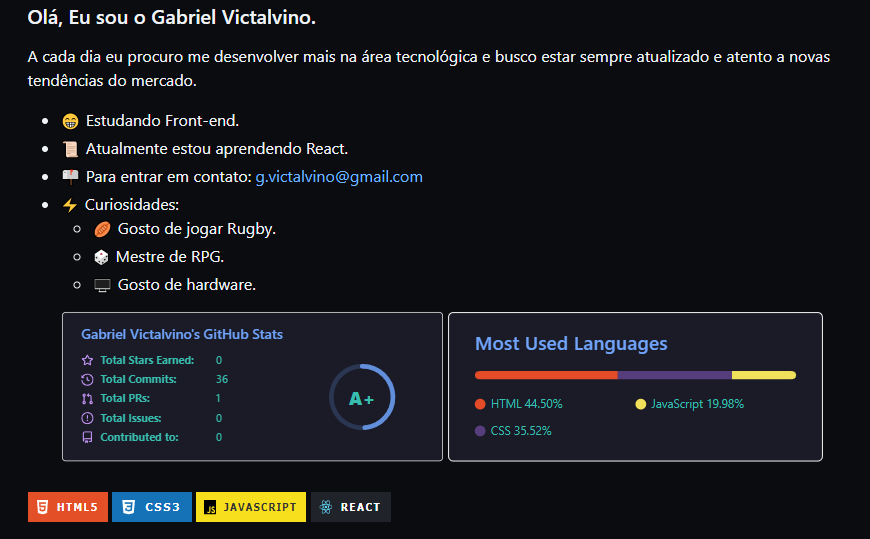 Olá, Eu sou o Gabriel Victalvino.
A cada dia eu procuro me desenvolver mais na área tecnológica e busco estar sempre atualizado e atento a novas
tendências do mercado.
😁 Estudando Front-end.
📜 Atualmente estou aprendendo React.
📫 Para entrar em contato: g.victalvino@gmail.com
⚡ Curiosidades:
🏉 Gosto de jogar Rugby.
🎲 Mestre de RPG.
🖥️ Gosto de hardware.
Gabriel Victalvino's GitHub Stats
Total Stars Earned: 0
Total Commits: 36
Total PRs: 1
Total Issues: 0
Contributed to: 0
A+
Most Used Languages
HTML 44.50% JavaScript 19.98%
CSS 35.52%
HTML5 CSS3 JS JAVASCRIPT REACT